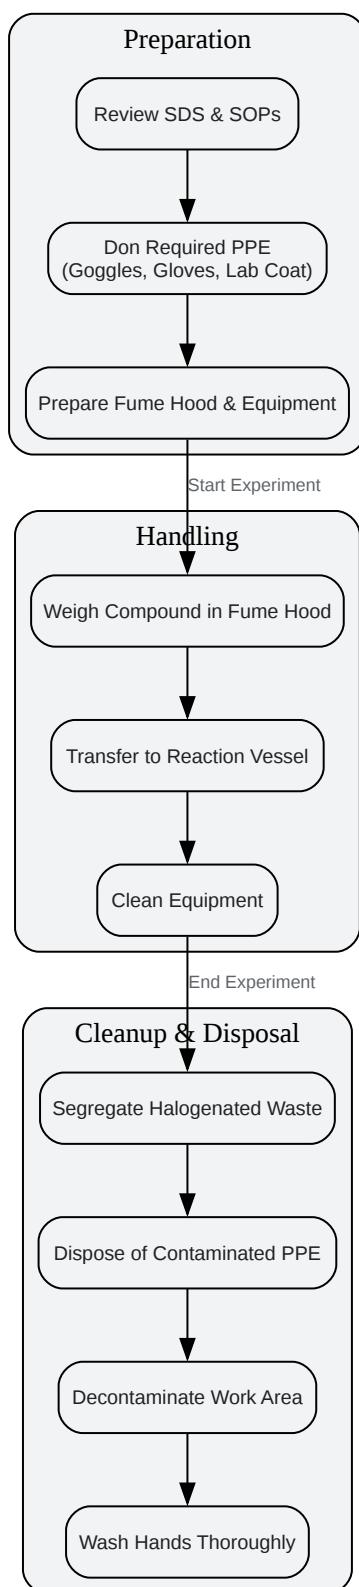 Preparation
Review SDS & SOPs
Don Required PPE
(Goggles, Gloves, Lab Coat)
Prepare Fume Hood & Equipment
Start Experiment
Handling
Weigh Compound in Fume Hood
Transfer to Reaction Vessel
Clean Equipment
End Experiment
Cleanup & Disposal
Segregate Halogenated Waste
Dispose of Contaminated PPE
Decontaminate Work Area
Wash Hands Thoroughly